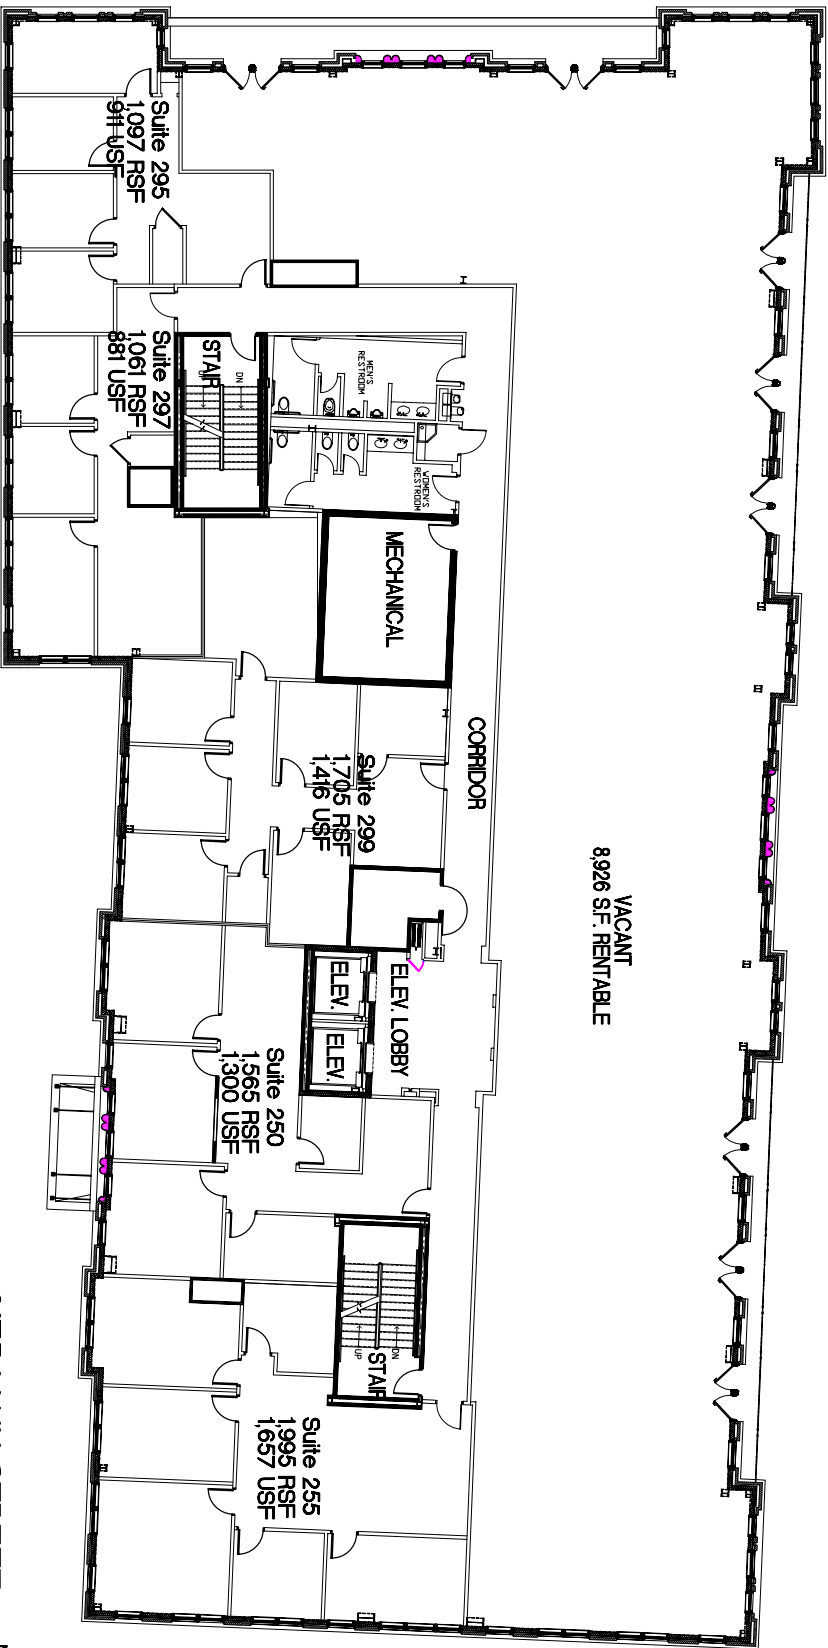 Suite 295
1,097 RSF
911 USF
Suite 297
1,061 RSF
881 USF
STAIR
UP
DN
MEN'S
RESTROOM
WOMEN'S
RESTROOM
MECHANICAL
CORRIDOR
Suite 299
1,705 RSF
1,416 USF
VACANT
8,926 S.F. RENTABLE
ELEV.
ELEV.
ELEV. LOBBY
Suite 250
1,565 RSF
1,300 USF
STAIR
UP
DN
Suite 255
1,995 RSF
1,657 USF